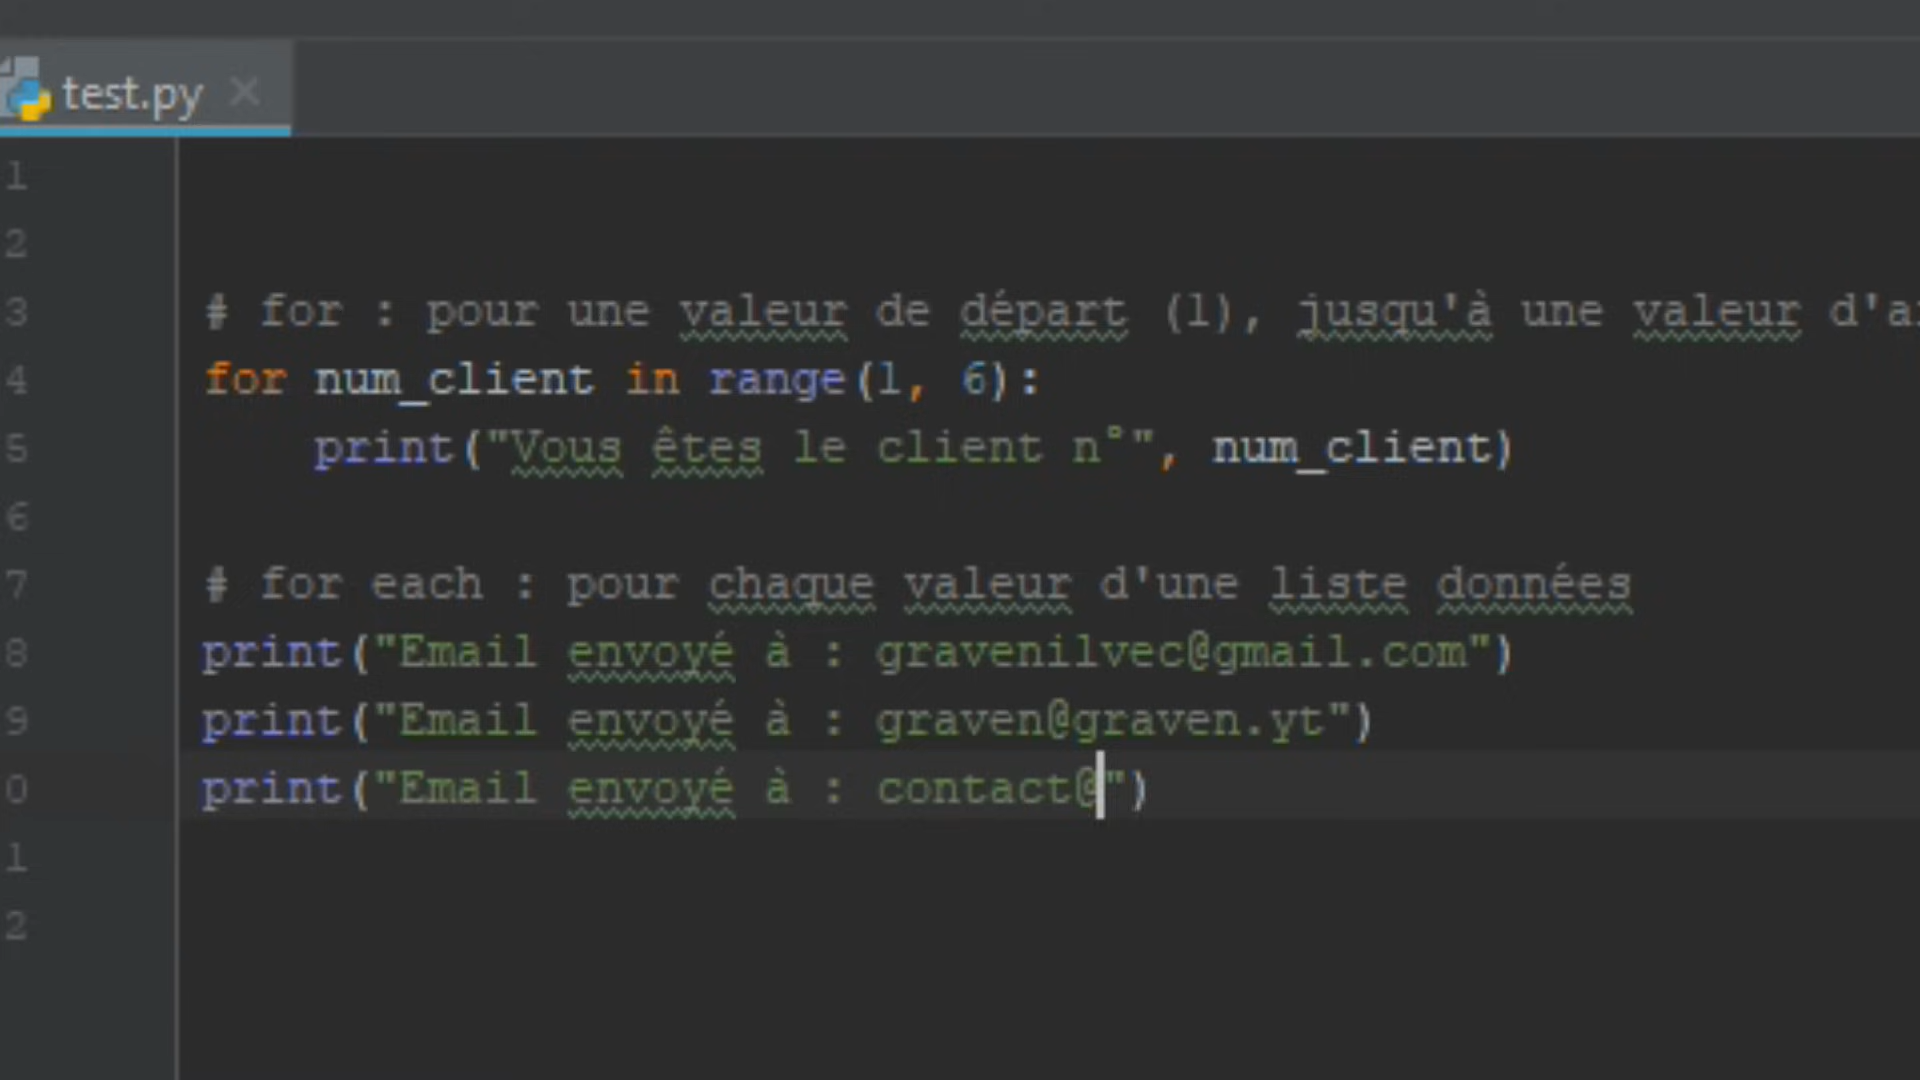 test.py
1
2
3 # for : pour une valeur de départ (1), jusqu'à une valeur
4 for num_client in range(1, 6):
5 print("Vous êtes le client n°", num_client)
6
7 # for each : pour chaque valeur d'une liste données
8 print("Email envoyé à : gravenilvec@gmail.com")
9 print("Email envoyé à : graven@graven.yt")
0 print("Email envoyé à : contact@")
1
2